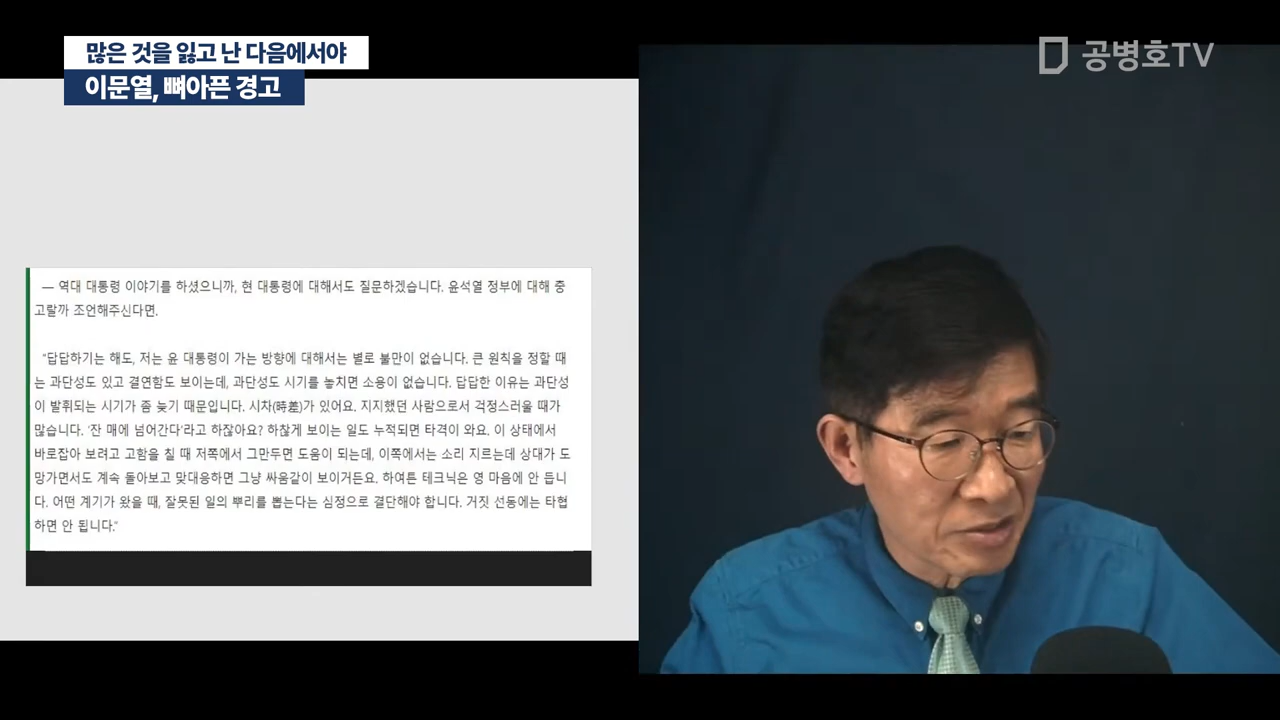 많은 것을 잃고 난 다음에서야
이문열, 뼈아픈 경고
공병호TV
— 역대 대통령 이야기를 하셨으니까, 현 대통령에 대해서도 질문하겠습니다. 윤석열 정부에 대해 충
고랄까 조언해주신다면.
“답답하기는 해도, 저는 윤 대통령이 가는 방향에 대해서는 별로 불만이 없습니다. 큰 원칙을 정할 때
는 과단성도 있고 결연함도 보이는데, 과단성도 시기를 놓치면 소용이 없습니다. 답답한 이유는 과단성
이 발휘되는 시기가 좀 늦기 때문입니다. 시차(時差)가 있어요. 지지했던 사람으로서 걱정스러울 때가
많습니다. ‘잔 매에 넘어간다’라고 하잖아요? 하찮게 보이는 일도 누적되면 타격이 와요. 이 상태에서
바로잡아 보려고 고함을 칠 때 저쪽에서 그만두면 도움이 되는데, 이쪽에서는 소리 지르는데 상대가 도
망가면서도 계속 돌아보고 맞대응하면 그냥 싸움같이 보이거든요. 하여튼 테크닉은 영 마음에 안 듭니
다. 어떤 계기가 왔을 때, 잘못된 일의 뿌리를 뽑는다는 심정으로 결단해야 합니다. 거짓 선동에는 타협
하면 안 됩니다.”